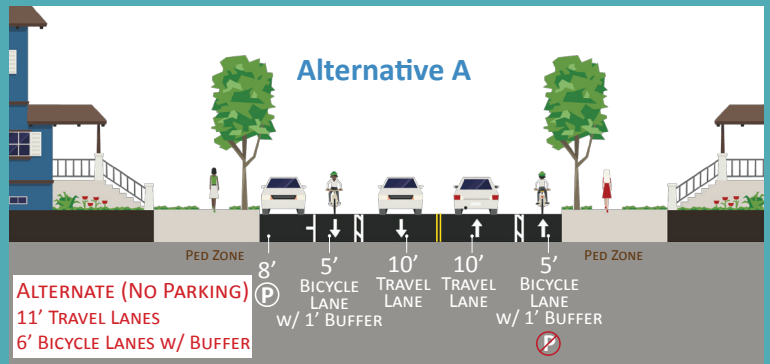 Alternative A
PED ZONE
8’
P
5’
BICYCLE
LANE
W/ 1’ BUFFER
10’
TRAVEL
LANE
10’
TRAVEL
LANE
5’
BICYCLE
LANE
W/ 1’ BUFFER
P
PED ZONE
ALTERNATE (NO PARKING)
11’ TRAVEL LANES
6’ BICYCLE LANES W/ BUFFER